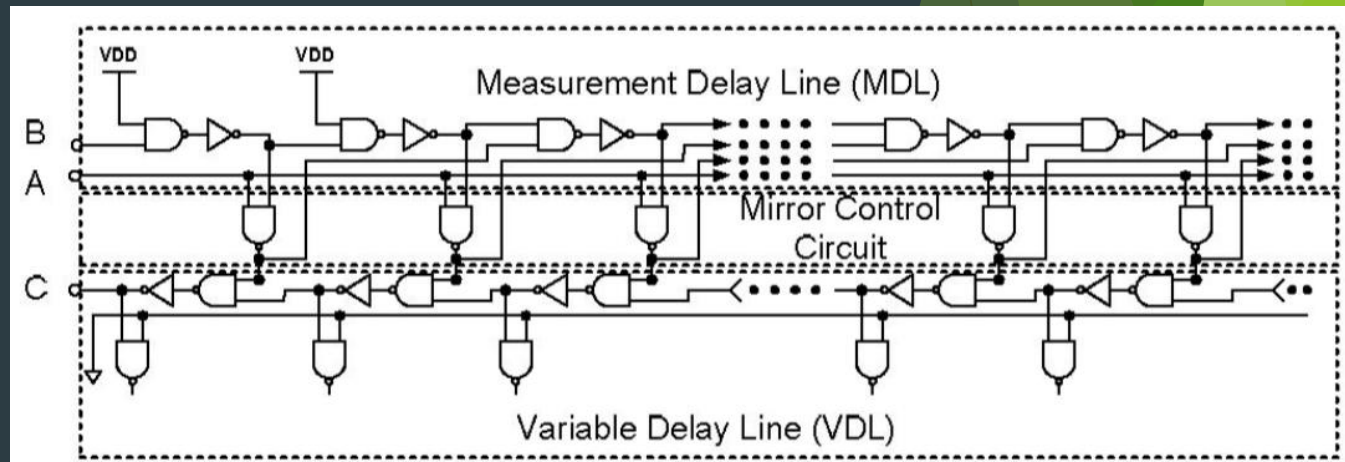 VDD VDD
Measurement Delay Line (MDL)
B
A
Mirror Control
Circuit
C
Variable Delay Line (VDL)